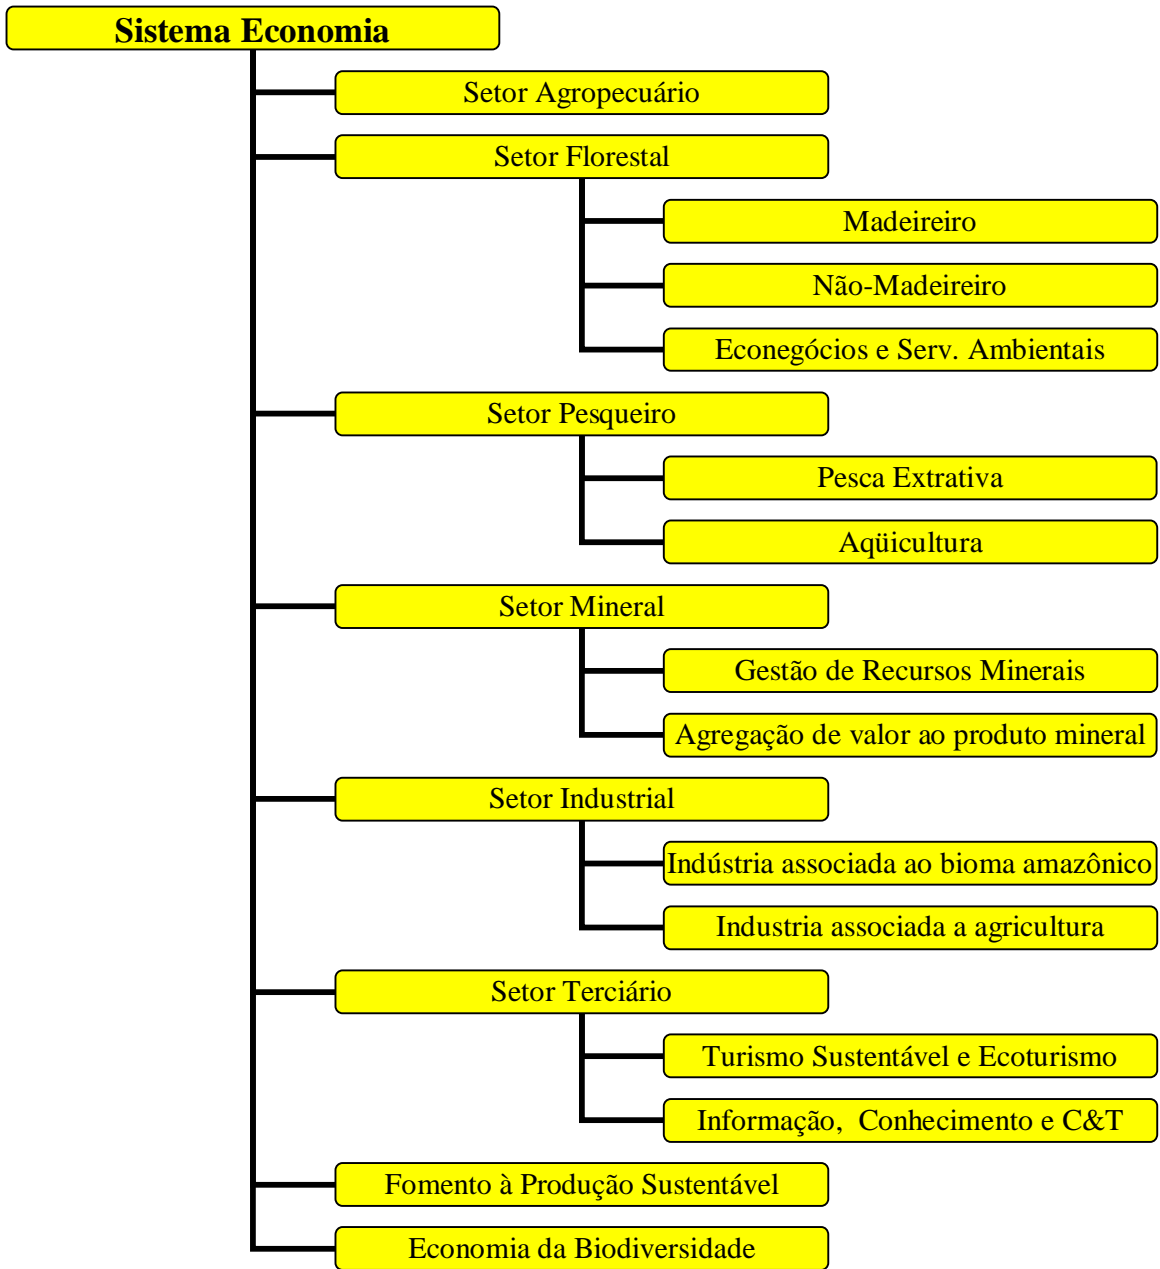 Sistema Economia
Setor Agropecuário
Setor Florestal
Madeireiro
Não-Madeireiro
Econegócios e Serv. Ambientais
Setor Pesqueiro
Pesca Extrativa
Aqüicultura
Setor Mineral
Gestão de Recursos Minerais
Agregação de valor ao produto mineral
Setor Industrial
Indústria associada ao bioma amazônico
Industria associada a agricultura
Setor Terciário
Turismo Sustentável e Ecoturismo
Informação, Conhecimento e C&T
Fomento à Produção Sustentável
Economia da Biodiversidade